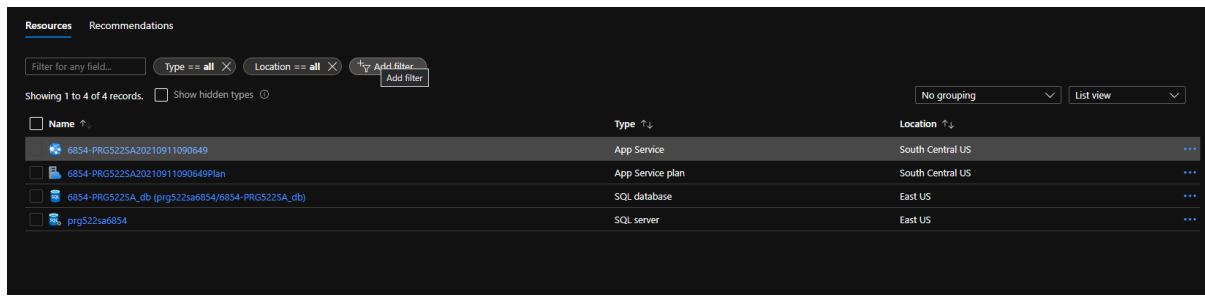 Resources Recommendations
Filter for any field... Type == all Location == all Add filter
Add filter
Showing 1 to 4 of 4 records. Show hidden types No grouping List view
Name Type Location
6854-PRG522SA20210911090649 App Service South Central US
6854-PRG522SA20210911090649Plan App Service plan South Central US
6854-PRG522SA_db (prg522sa6854/6854-PRG522SA_db) SQL database East US
prg522sa6854 SQL server East US